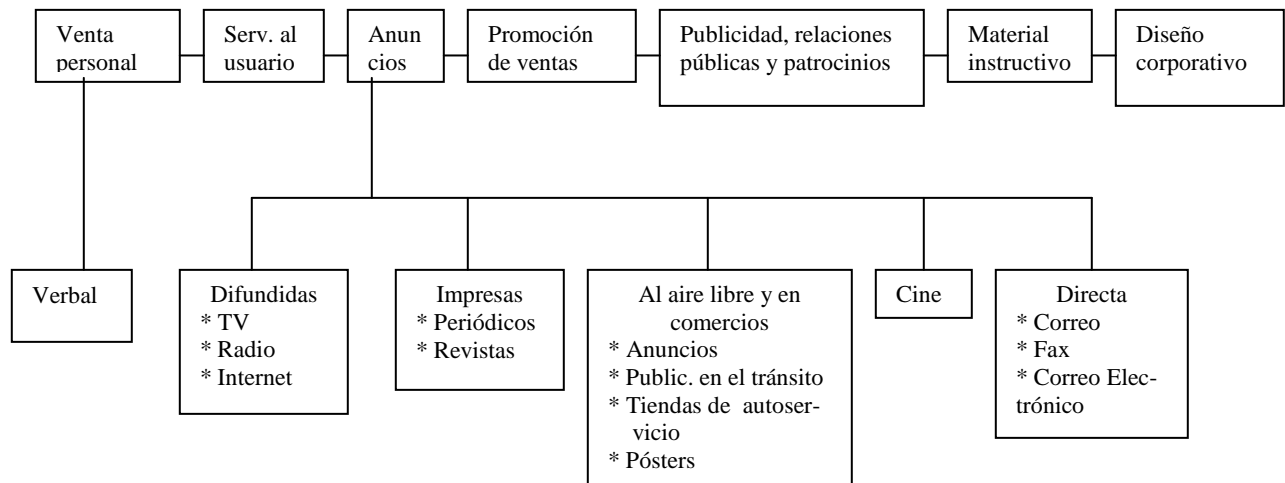 Venta
personal
Serv. al
usuario
Anun
cios
Promoción
de ventas
Publicidad, relaciones
públicas y patrocinios
Material
instructivo
Diseño
corporativo
Verbal
Difundidas
* TV
* Radio
* Internet
Impresas
* Periódicos
* Revistas
Al aire libre y en
comercios
* Anuncios
* Public. en el tránsito
* Tiendas de autoser-
vicio
* Pósters
Cine
Directa
* Correo
* Fax
* Correo Elec-
trónico